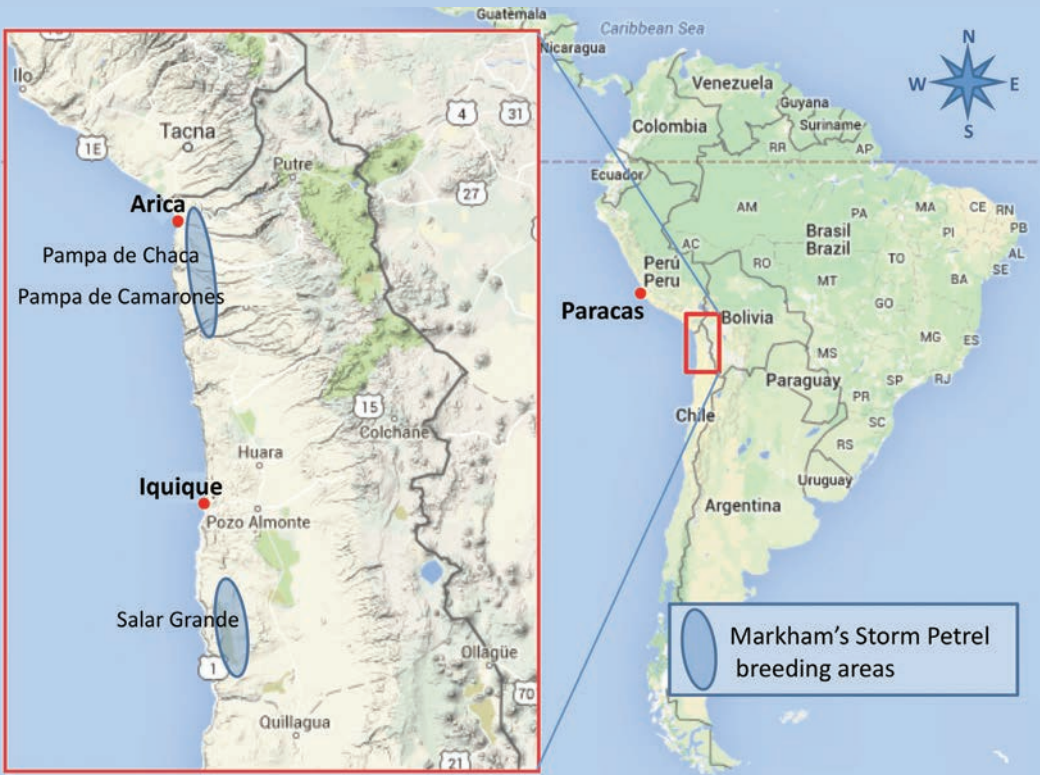 Ilo
1E
Tacna
Putre
4
31
27
Arica
Pampa de Chaca
Pampa de Camarones
15
Colchane
Huara
Iquique
Pozo Almonte
Salar Grande
1
Ollagüe
70
Quillagua
21
Guatemala
Caribbean Sea
Nicaragua
N
W
E
S
Venezuela
Guyana
Suriname
Colombia
RR
AP
Ecuador
AM
PA
MA
CE
RN
PB
PI
AC
Brasil
Brazil
TO
AL
SE
Perú
Peru
RO
MT
BA
Paracas
GO
Bolivia
MG
ES
MS
Paraguay
SP
RJ
PR
Chile
SC
RS
Uruguay
Argentina
Markham's Storm Petrel
breeding areas